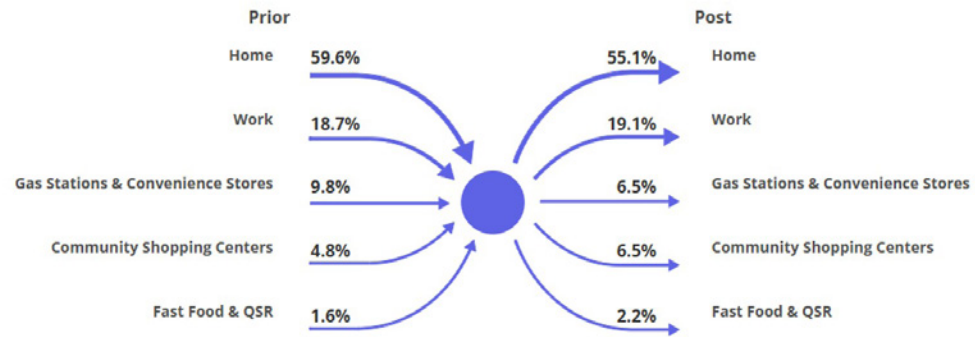 Prior Post
Home 59.6% 55.1% Home
Work 18.7% 19.1% Work
Gas Stations & Convenience Stores 9.8% 6.5% Gas Stations & Convenience Stores
Community Shopping Centers 4.8% 6.5% Community Shopping Centers
Fast Food & QSR 1.6% 2.2% Fast Food & QSR